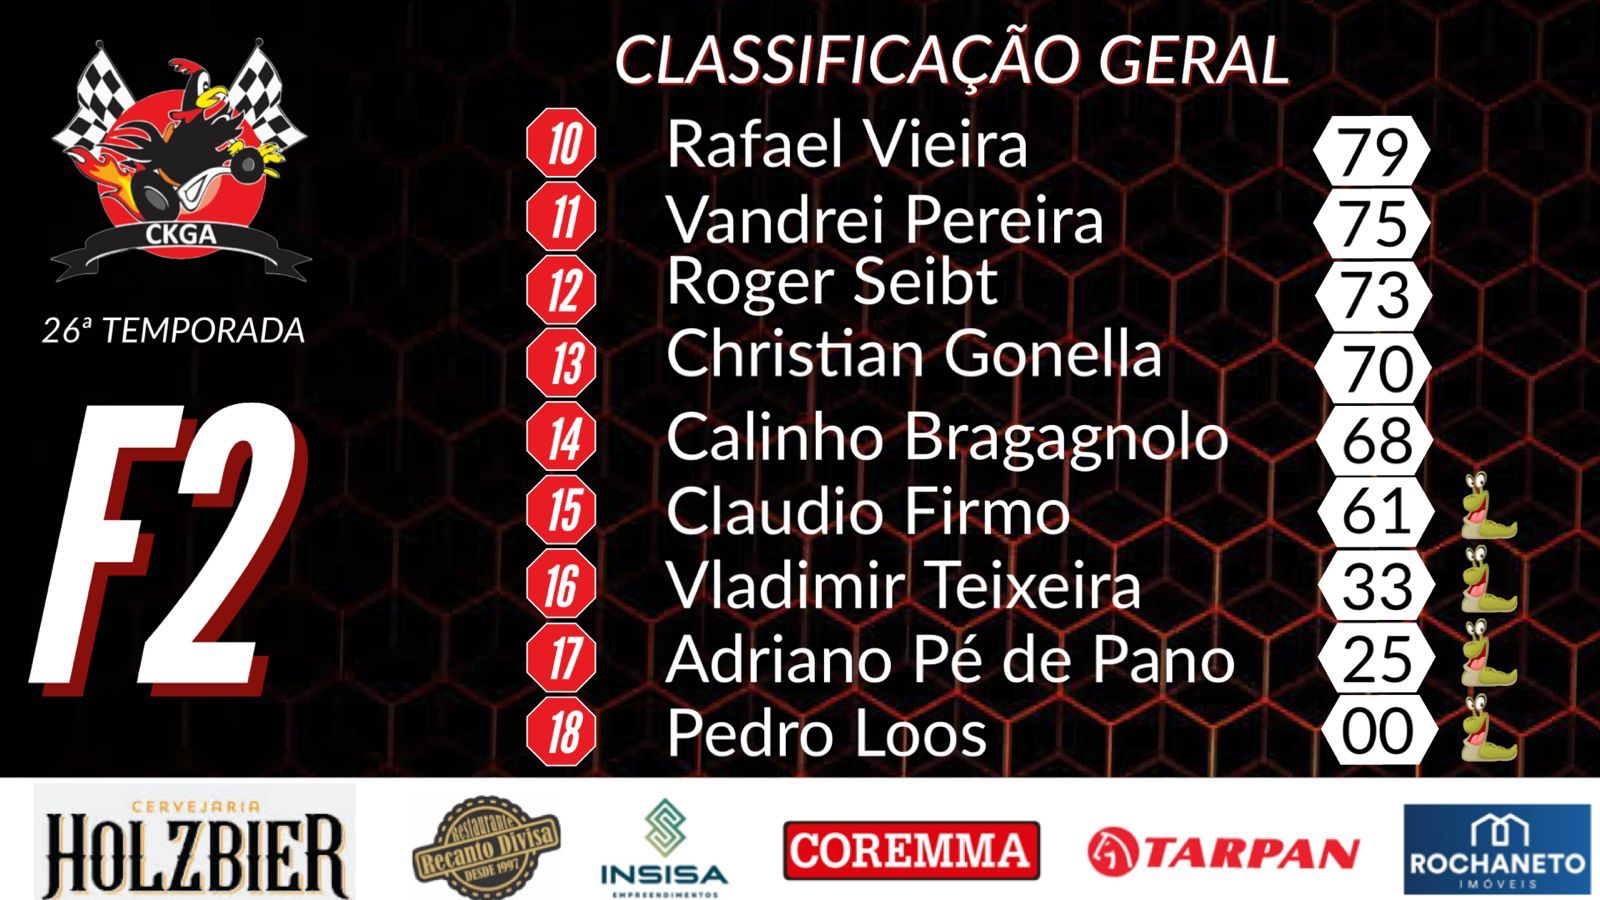 CLASSIFICAÇÃO GERAL
CKGA
26ª TEMPORADA
F2
10 Rafael Vieira 79
11 Vandrei Pereira 75
12 Roger Seibt 73
13 Christian Gonella 70
14 Calinho Bragagnolo 68
15 Claudio Firmo 61
16 Vladimir Teixeira 33
17 Adriano Pé de Pano 25
18 Pedro Loos 00
CERVEJARIA
HOLZBIER
Restaurante
Recanto Divisa
DESDE 1997
INSISA
EMPREENDIMENTOS
COREMMA
TARPAN
ROCHANETO
IMÓVEIS